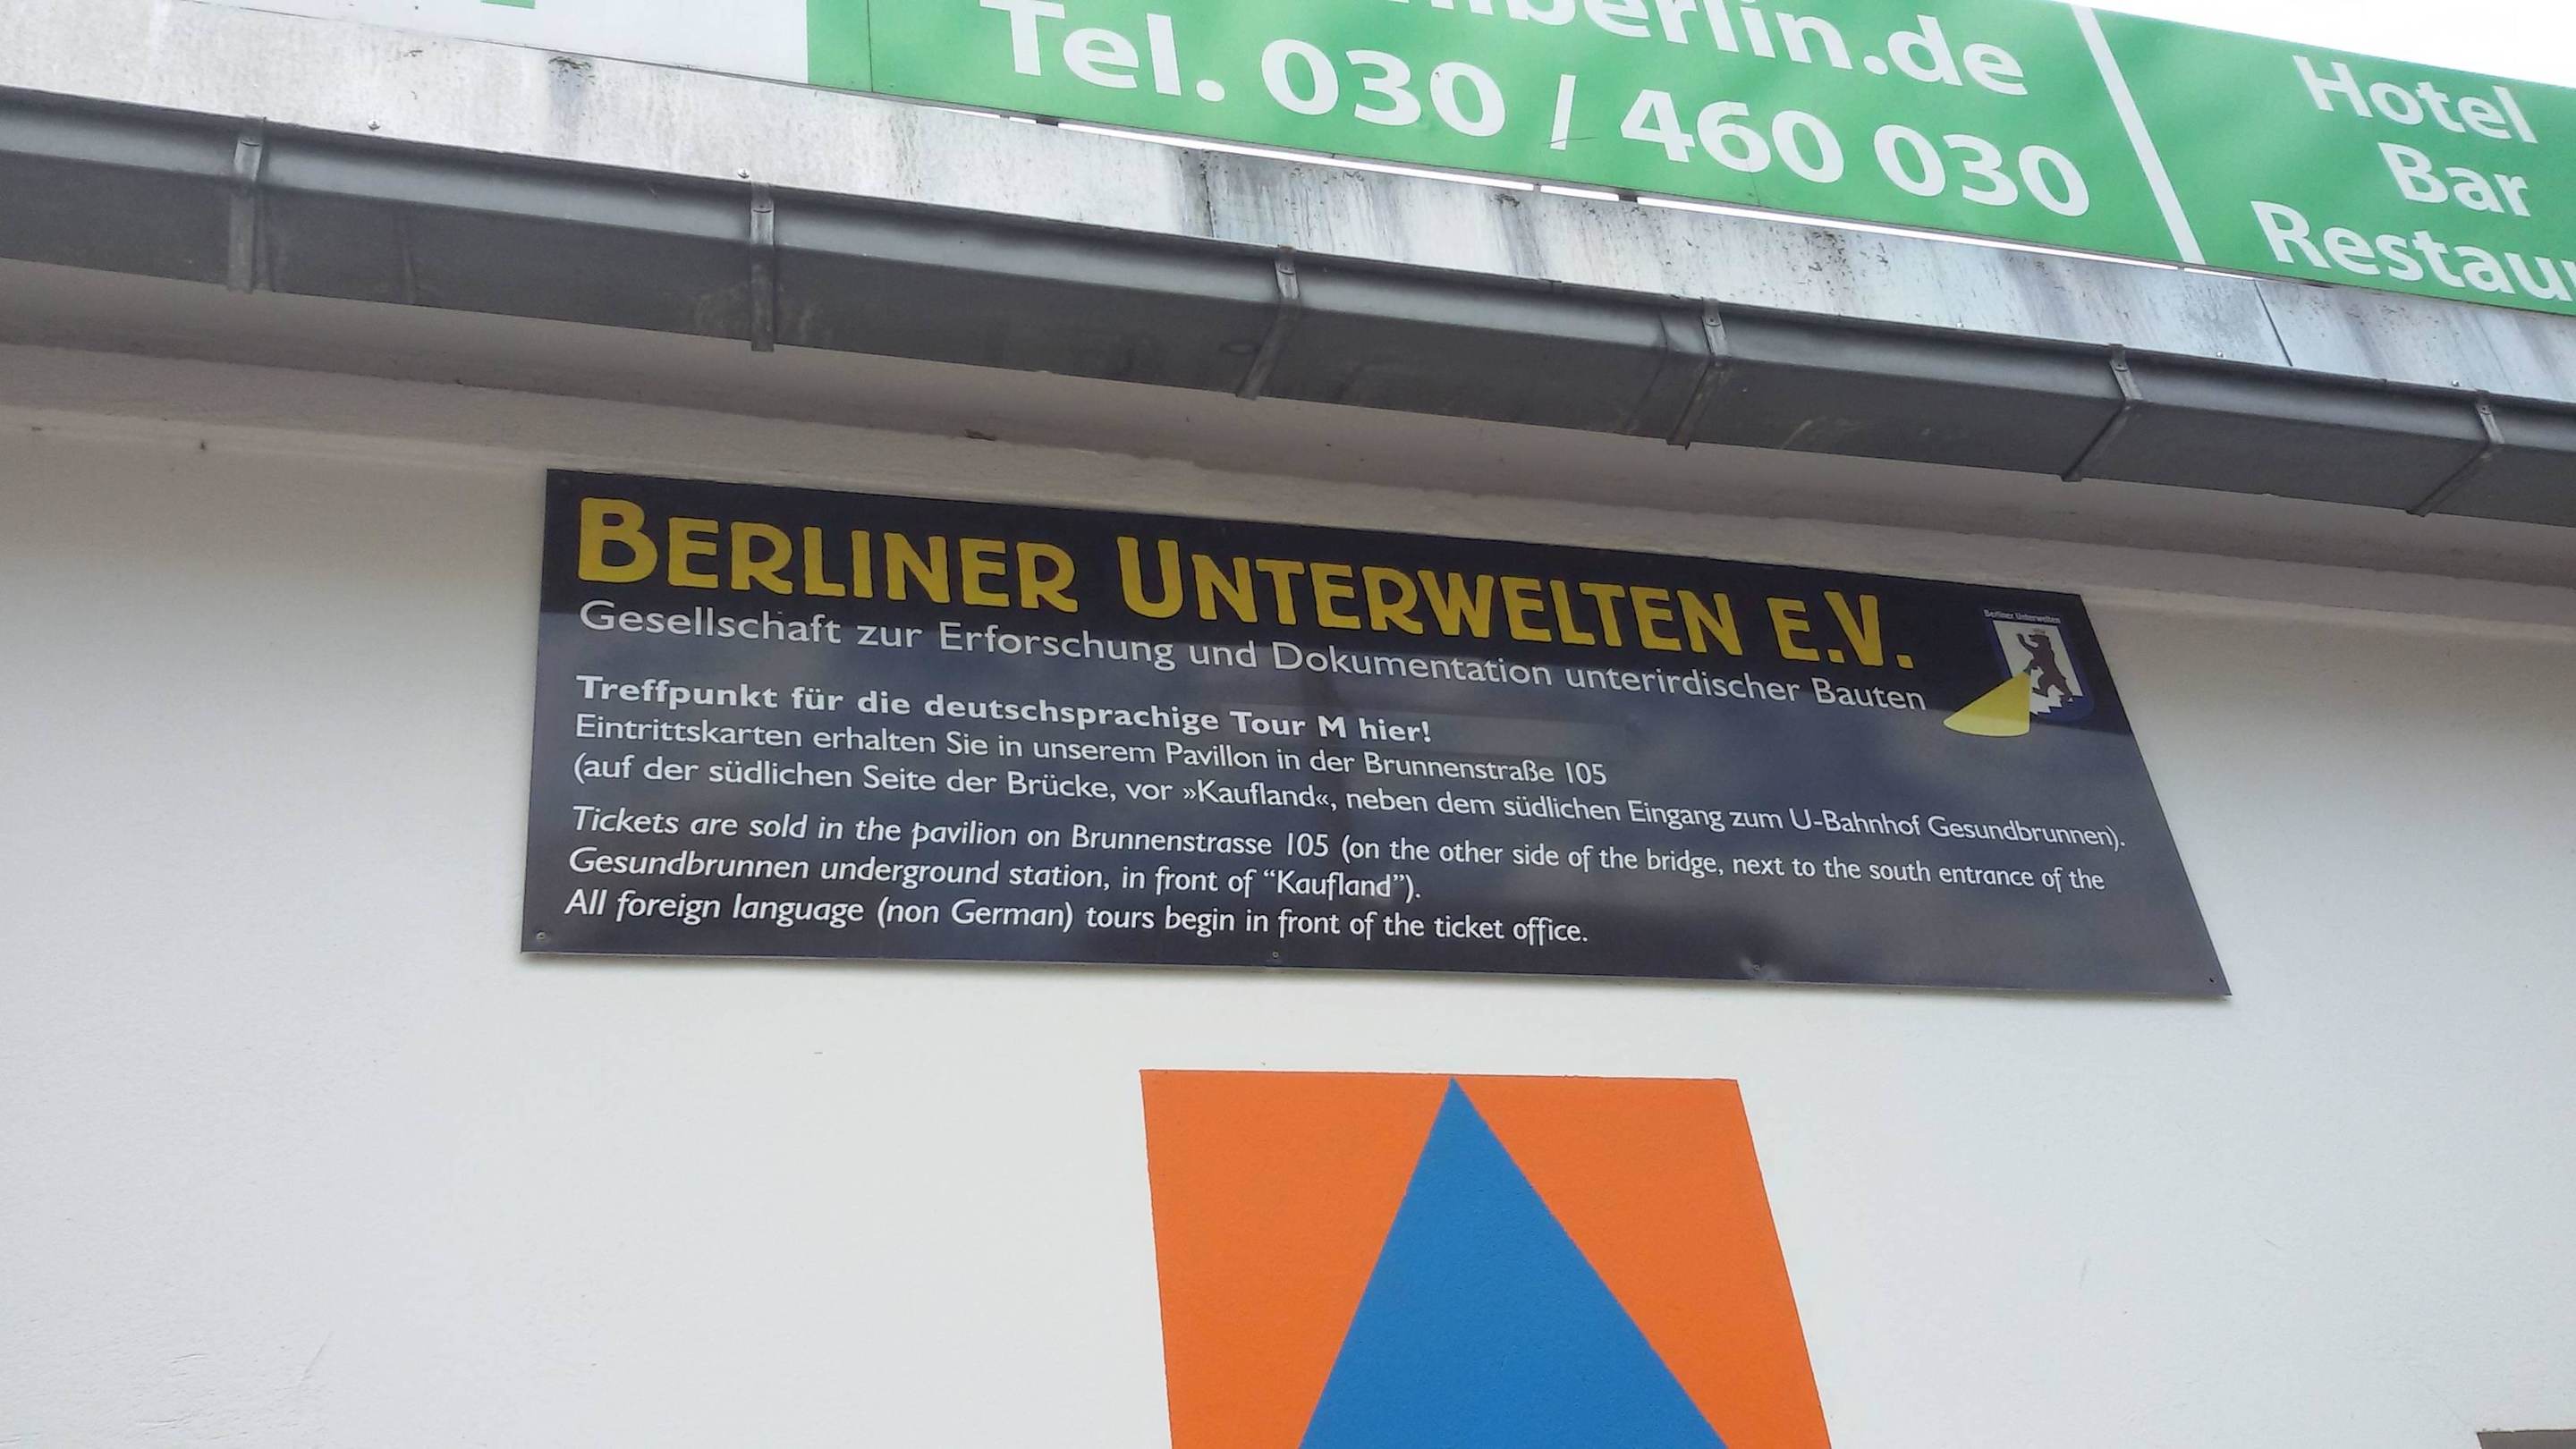 berlin.de
Tel. 030 / 460 030
Hotel
Bar
BERLINER UNTERWELTEN E.V.
Gesellschaft zur Erforschung und Dokumentation unterirdischer Bauten
Berliner Unterwelten
Treffpunkt für die deutschsprachige Tour M hier!
Eintrittskarten erhalten Sie in unserem Pavillon in der Brunnenstraße 105
(auf der südlichen Seite der Brücke, vor »Kaufland«, neben dem südlichen Eingang zum U-Bahnhof Gesundbrunnen).
Tickets are sold in the pavilion on Brunnenstrasse 105 (on the other side of the bridge, next to the south entrance of the
Gesundbrunnen underground station, in front of “Kaufland”).
All foreign language (non German) tours begin in front of the ticket office.